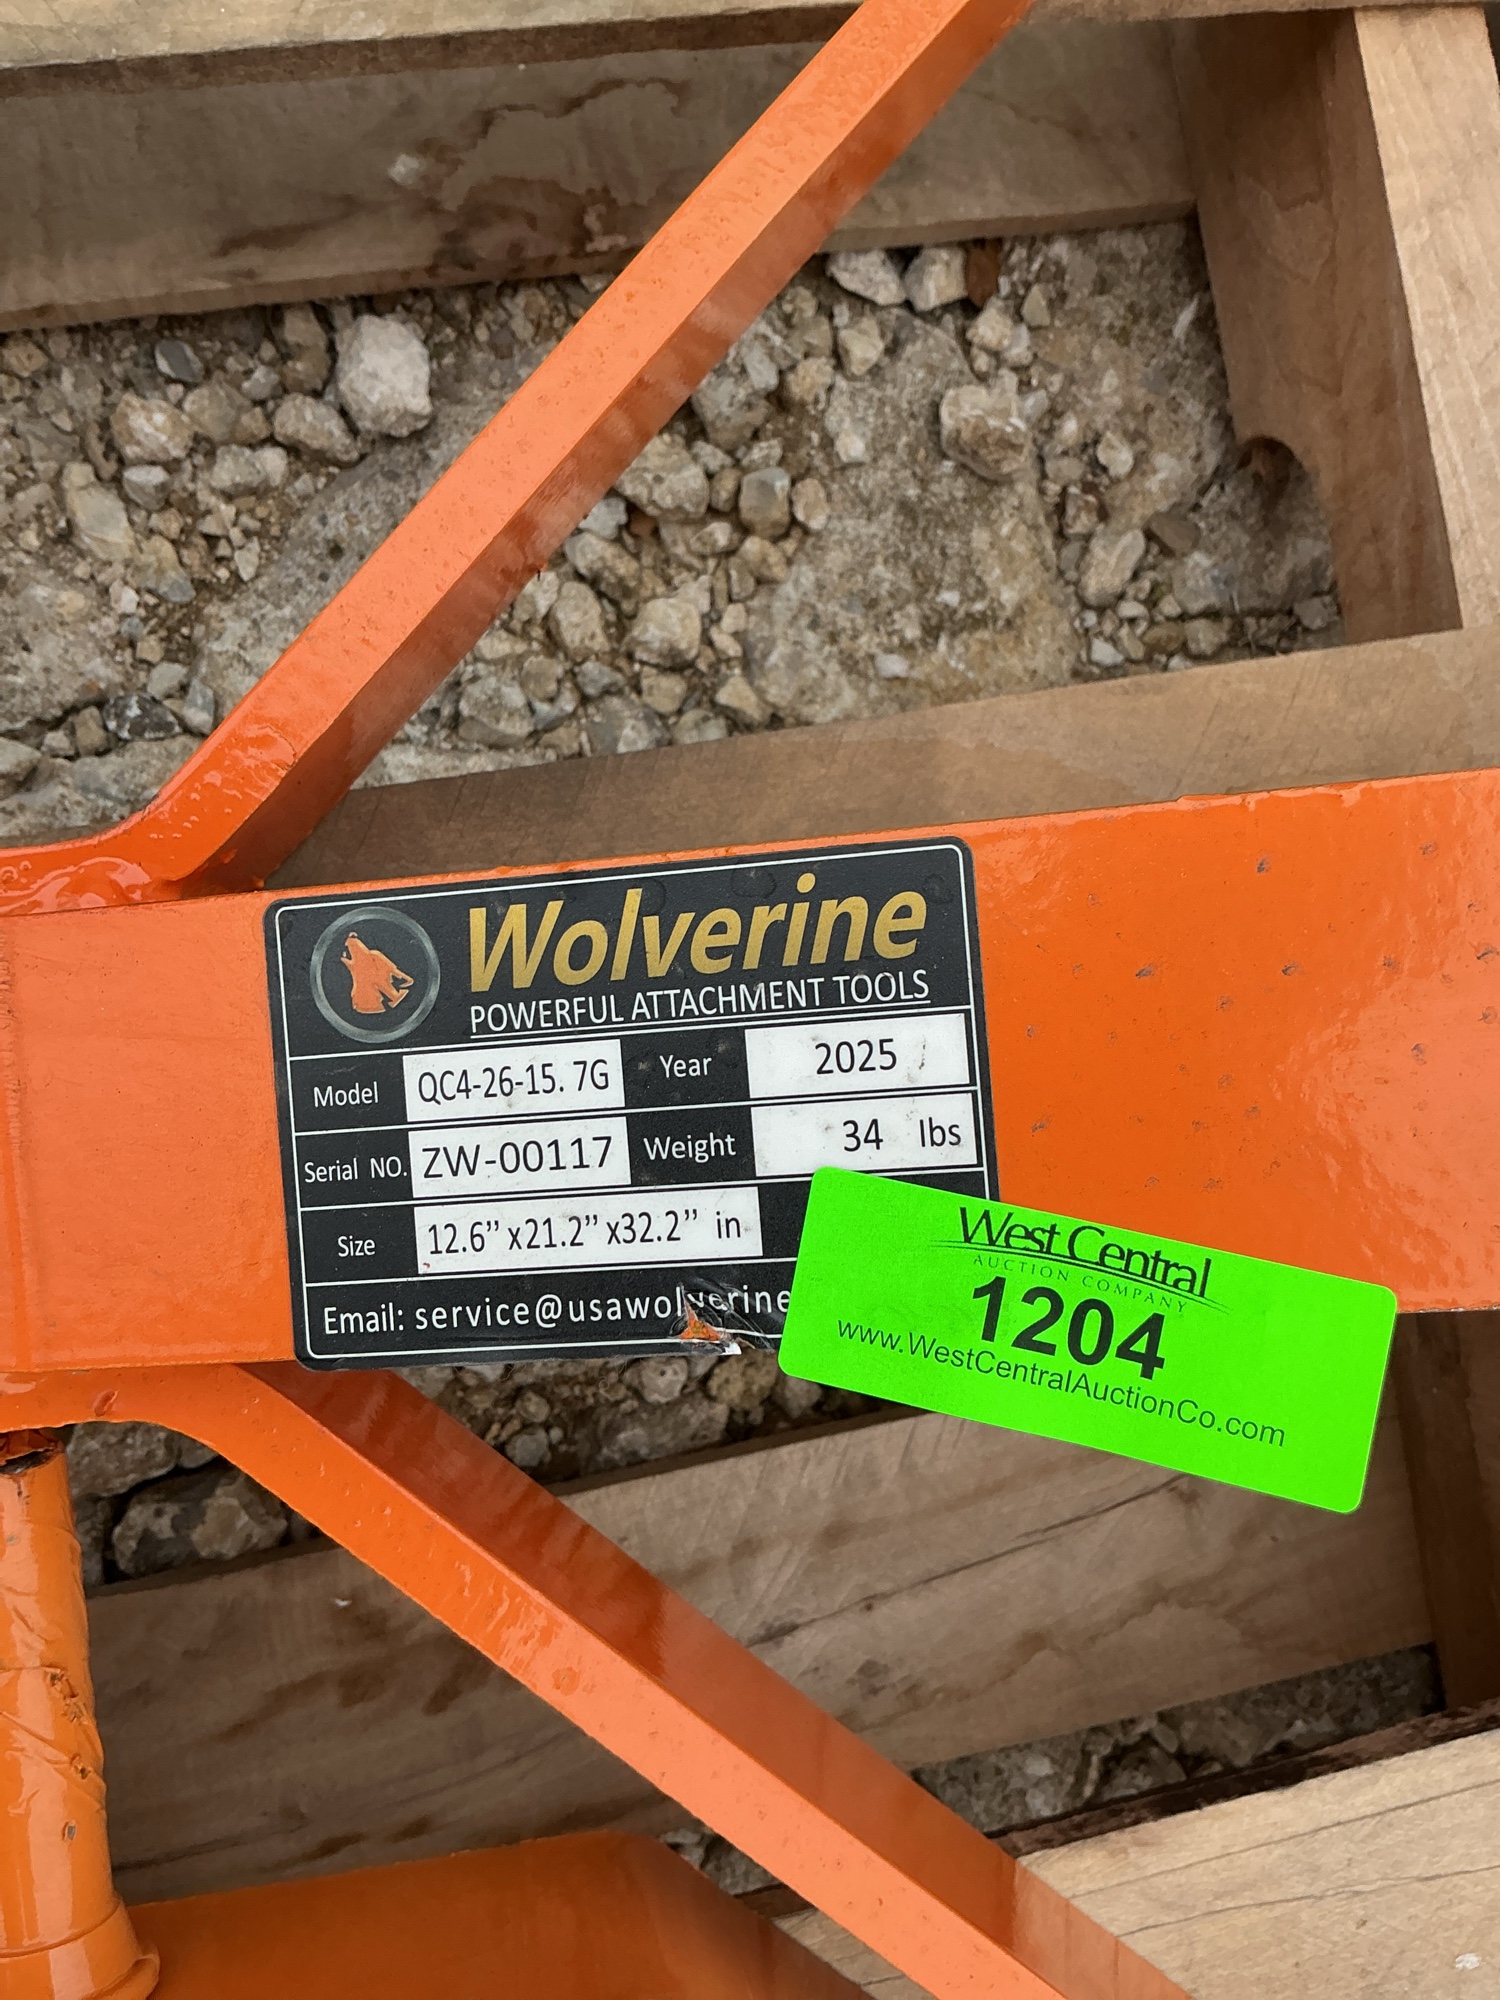 Wolverine
POWERFUL ATTACHMENT TOOLS
Model QC4-26-15. 7G Year 2025
Serial NO. ZW-00117 Weight 34 lbs
Size 12.6” x21.2” x32.2” in
Email: service@usawolverine
West Central
AUCTION COMPANY
1204
www.WestCentralAuctionCo.com